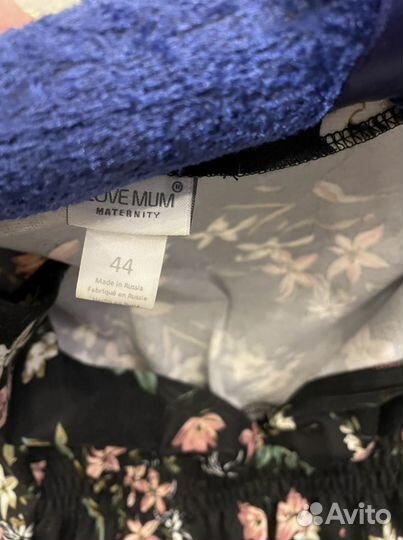 LOVE MUM®
MATERNITY
44
Made in Russia
Fabriqué en Russie
Avito